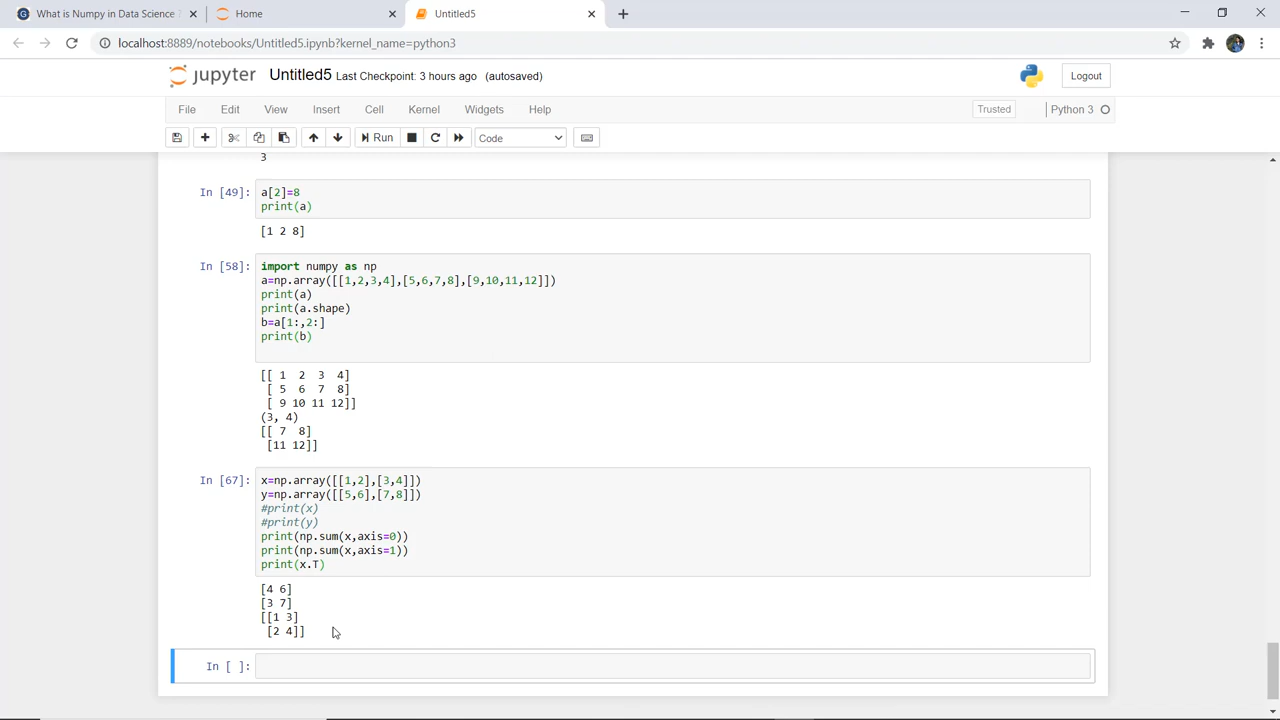 What is Numpy in Data Science
Home
Untitled5
localhost:8889/notebooks/Untitled5.ipynb?kernel_name=python3
jupyter Untitled5 Last Checkpoint: 3 hours ago (autosaved)
Logout
File Edit View Insert Cell Kernel Widgets Help
Trusted
Python 3
Run
Code
3
In [49]: a[2]=8
print(a)
[1 2 8]
In [58]: import numpy as np
a=np.array([[1,2,3,4],[5,6,7,8],[9,10,11,12]])
print(a)
print(a.shape)
b=a[1:,2:]
print(b)
[[ 1  2  3  4]
 [ 5  6  7  8]
 [ 9 10 11 12]]
(3, 4)
[[ 7  8]
 [11 12]]
In [67]: x=np.array([[1,2],[3,4]])
y=np.array([[5,6],[7,8]])
#print(x)
#print(y)
print(np.sum(x,axis=0))
print(np.sum(x,axis=1))
print(x.T)
[4 6]
[3 7]
[[1 3]
 [2 4]]
In [ ]: